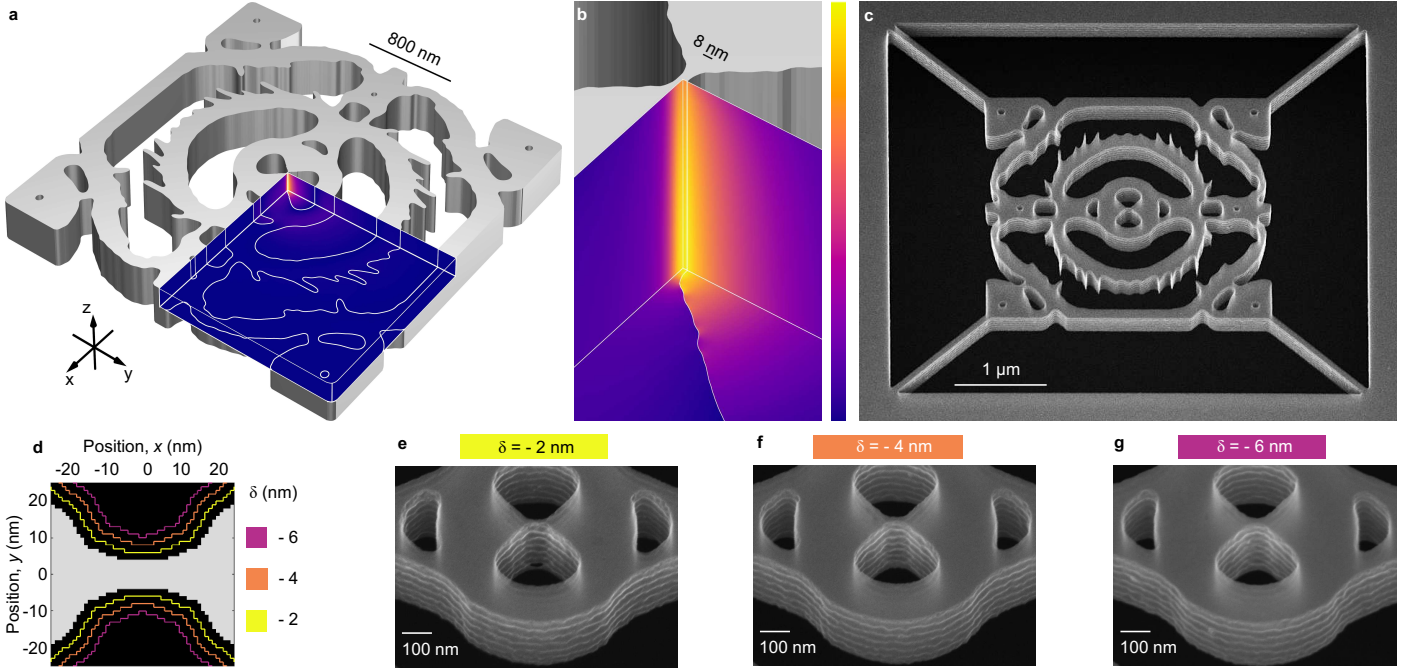 a
800 nm
z
x
y
b
8 nm
c
1 μm
d
Position, x (nm)
-20 -10 0 10 20
Position, y (nm)
20
10
0
-10
-20
δ (nm)
- 6
- 4
- 2
e
δ = - 2 nm
100 nm
f
δ = - 4 nm
100 nm
g
δ = - 6 nm
100 nm